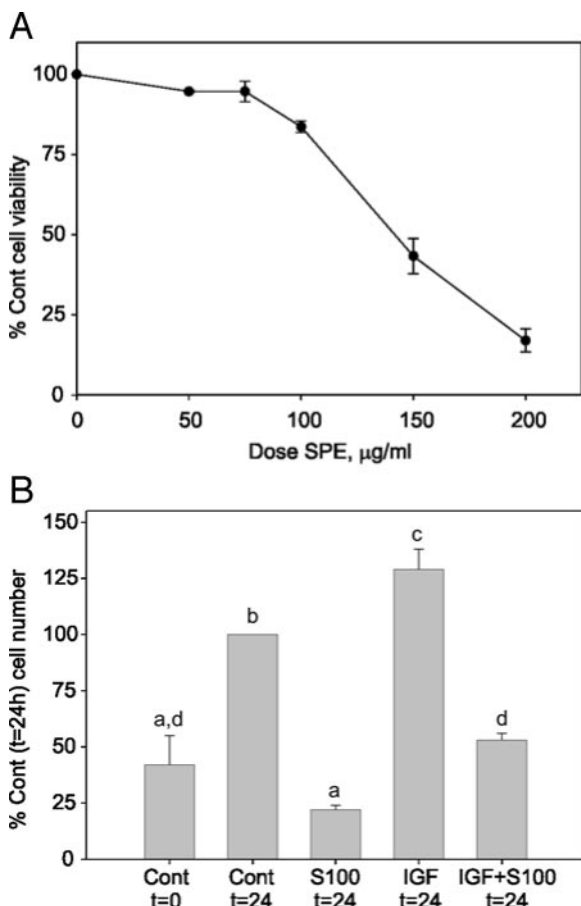 A
% Cont cell viability
100
75
50
25
0
0 50 100 150 200
Dose SPE, μg/ml
B
% Cont (t=24h) cell number
150
125
100
75
50
25
0
a,d
b
a
c
d
Cont Cont S100 IGF IGF+S100
t=0 t=24 t=24 t=24 t=24